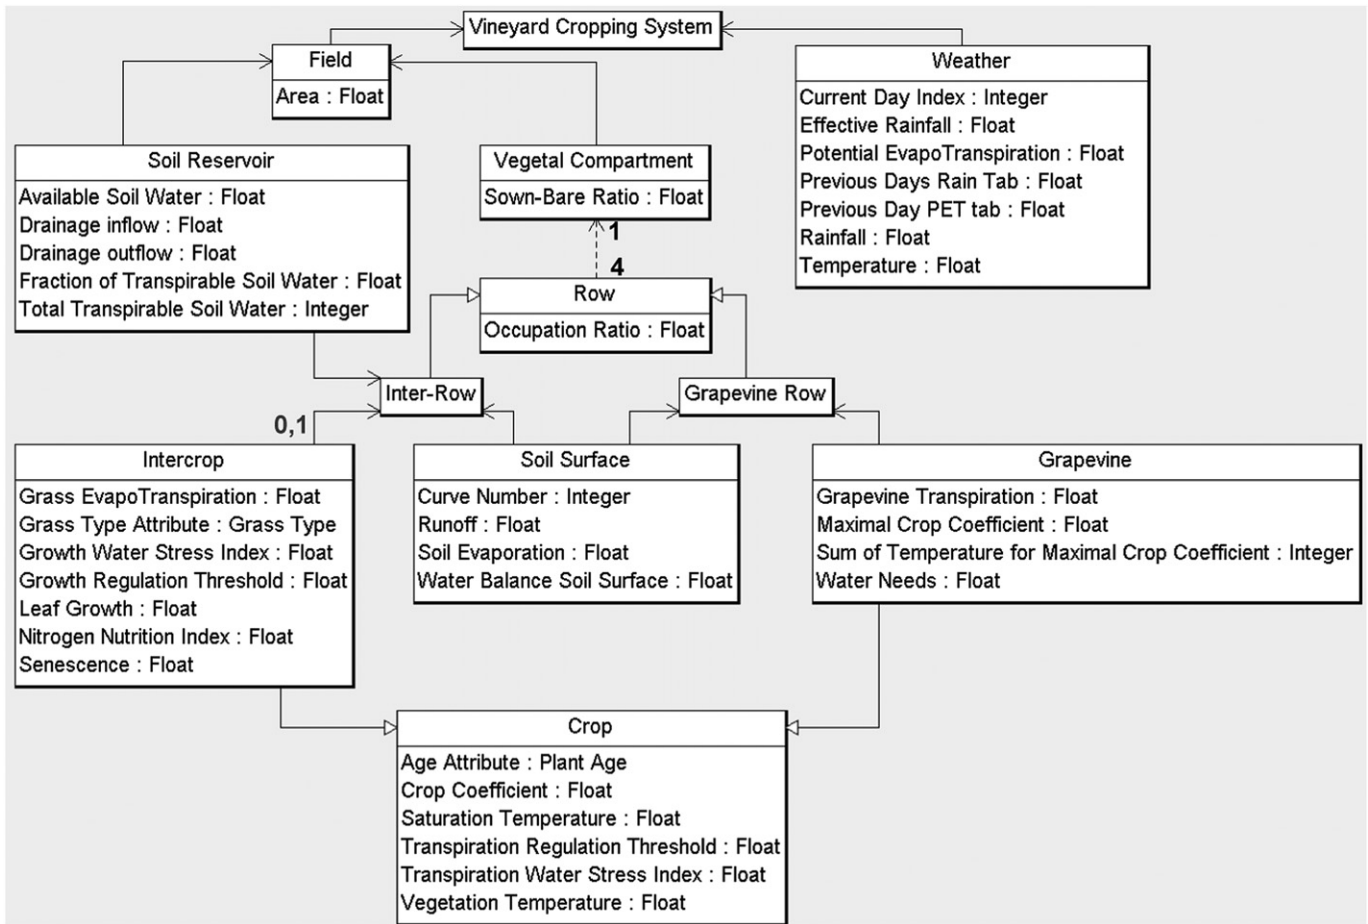 Vineyard Cropping System
Field
Area : Float
Weather
Current Day Index : Integer
Effective Rainfall : Float
Potential EvapoTranspiration : Float
Previous Days Rain Tab : Float
Previous Day PET tab : Float
Rainfall : Float
Temperature : Float
Soil Reservoir
Available Soil Water : Float
Drainage inflow : Float
Drainage outflow : Float
Fraction of Transpirable Soil Water : Float
Total Transpirable Soil Water : Integer
Vegetal Compartment
Sown-Bare Ratio : Float
1
4
Row
Occupation Ratio : Float
Inter-Row
Grapevine Row
0,1
Intercrop
Grass EvapoTranspiration : Float
Grass Type Attribute : Grass Type
Growth Water Stress Index : Float
Growth Regulation Threshold : Float
Leaf Growth : Float
Nitrogen Nutrition Index : Float
Senescence : Float
Soil Surface
Curve Number : Integer
Runoff : Float
Soil Evaporation : Float
Water Balance Soil Surface : Float
Grapevine
Grapevine Transpiration : Float
Maximal Crop Coefficient : Float
Sum of Temperature for Maximal Crop Coefficient : Integer
Water Needs : Float
Crop
Age Attribute : Plant Age
Crop Coefficient : Float
Saturation Temperature : Float
Transpiration Regulation Threshold : Float
Transpiration Water Stress Index : Float
Vegetation Temperature : Float